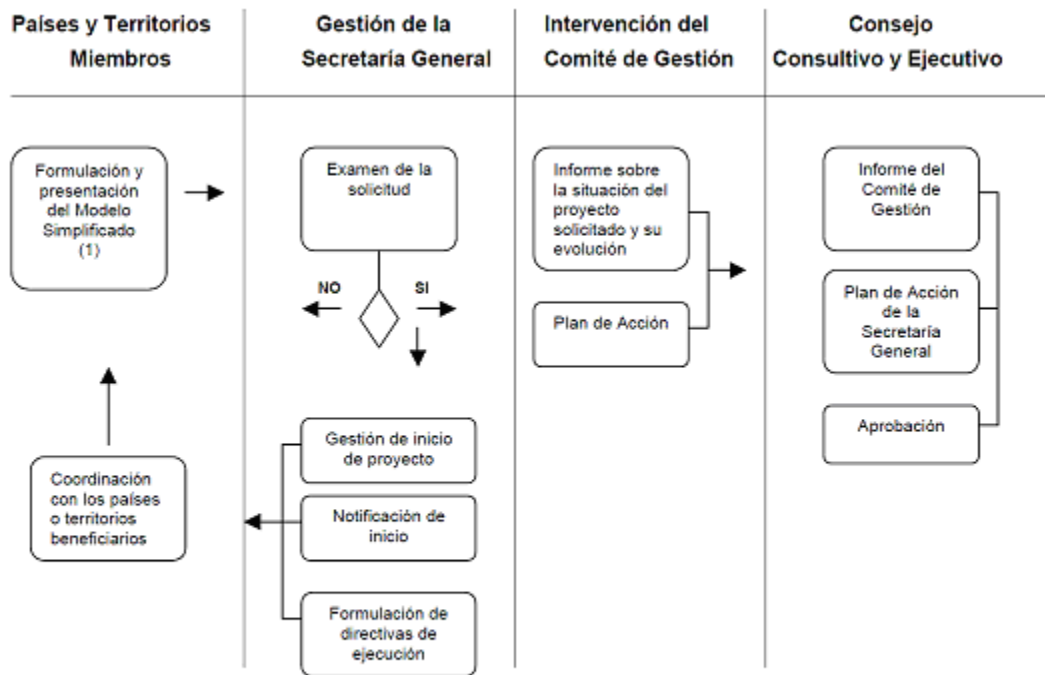 Países y Territorios
Miembros
Gestión de la
Secretaría General
Intervención del
Comité de Gestión
Consejo
Consultivo y Ejecutivo
Formulación y
presentación
del Modelo
Simplificado
(1)
Examen de la
solicitud
NO
SI
Informe sobre
la situación del
proyecto
solicitado y su
evolución
Plan de Acción
Informe del
Comité de
Gestión
Plan de Acción
de la
Secretaría
General
Aprobación
Coordinación
con los países
o territorios
beneficiarios
Gestión de inicio
de proyecto
Notificación de
inicio
Formulación de
directivas de
ejecución